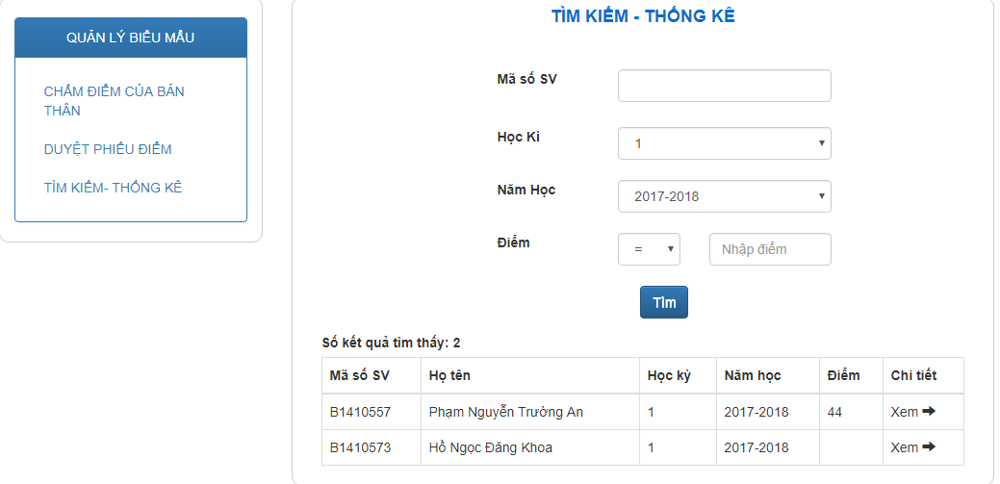 QUẢN LÝ BIỂU MẪU
CHẤM ĐIỂM CỦA BẢN
THÂN
DUYỆT PHIẾU ĐIỂM
TÌM KIẾM- THỐNG KÊ
TÌM KIẾM - THỐNG KÊ
Mã số SV
Học Kì 1
Năm Học 2017-2018
Điểm = Nhập điểm
Tìm
Số kết quả tìm thấy: 2
Mã số SV Họ tên Học kỳ Năm học Điểm Chi tiết
B1410557 Phạm Nguyễn Trường An 1 2017-2018 44 Xem
B1410573 Hồ Ngọc Đăng Khoa 1 2017-2018 Xem